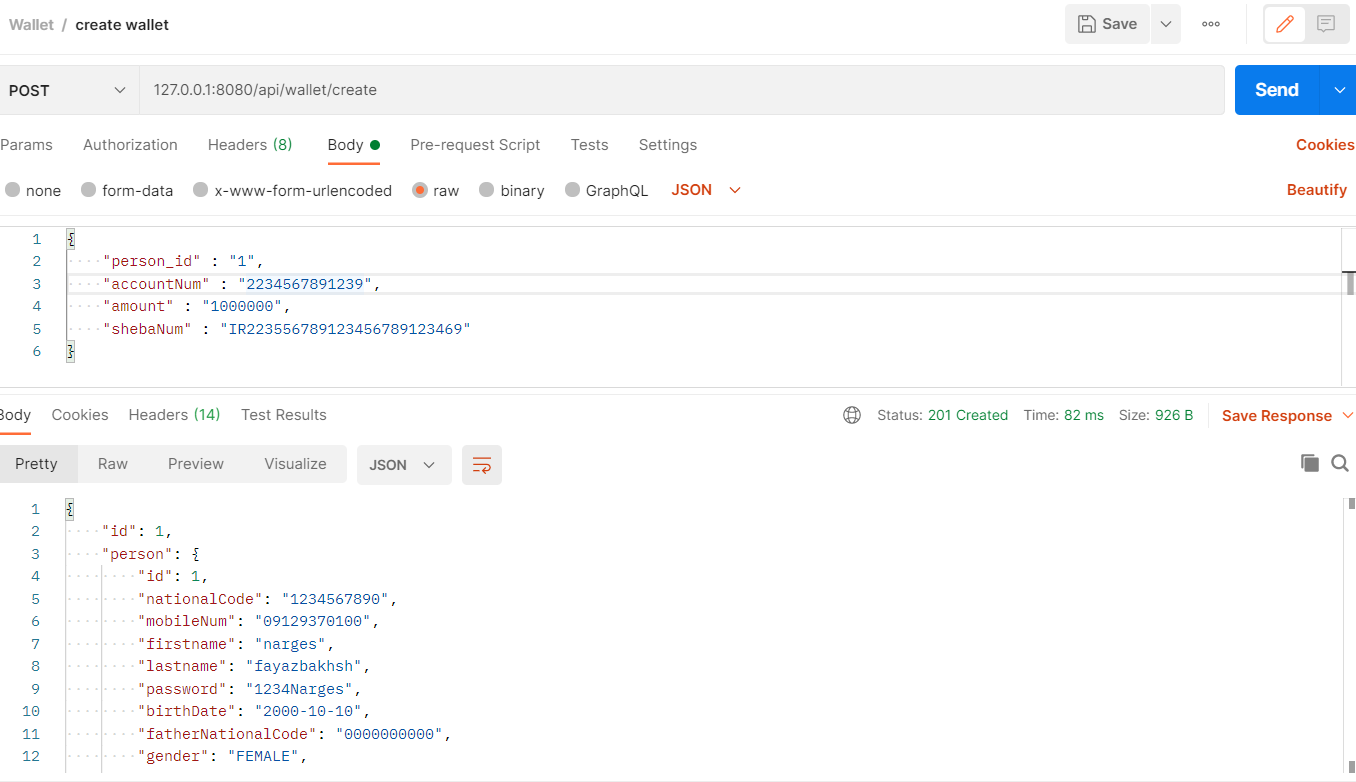 Wallet / create wallet
Save
POST 127.0.0.1:8080/api/wallet/create Send
Params Authorization Headers (8) Body Pre-request Script Tests Settings Cookies
none form-data x-www-form-urlencoded raw binary GraphQL JSON Beautify
1 {
2 "person_id" : "1",
3 "accountNum" : "2234567891239",
4 "amount" : "1000000",
5 "shebaNum" : "IR223556789123456789123469"
6 }
Body Cookies Headers (14) Test Results Status: 201 Created Time: 82 ms Size: 926 B Save Response
Pretty Raw Preview Visualize JSON
1 {
2 "id": 1,
3 "person": {
4 "id": 1,
5 "nationalCode": "1234567890",
6 "mobileNum": "09129370100",
7 "firstname": "narges",
8 "lastname": "fayazbakhsh",
9 "password": "1234Narges",
10 "birthDate": "2000-10-10",
11 "fatherNationalCode": "0000000000",
12 "gender": "FEMALE",